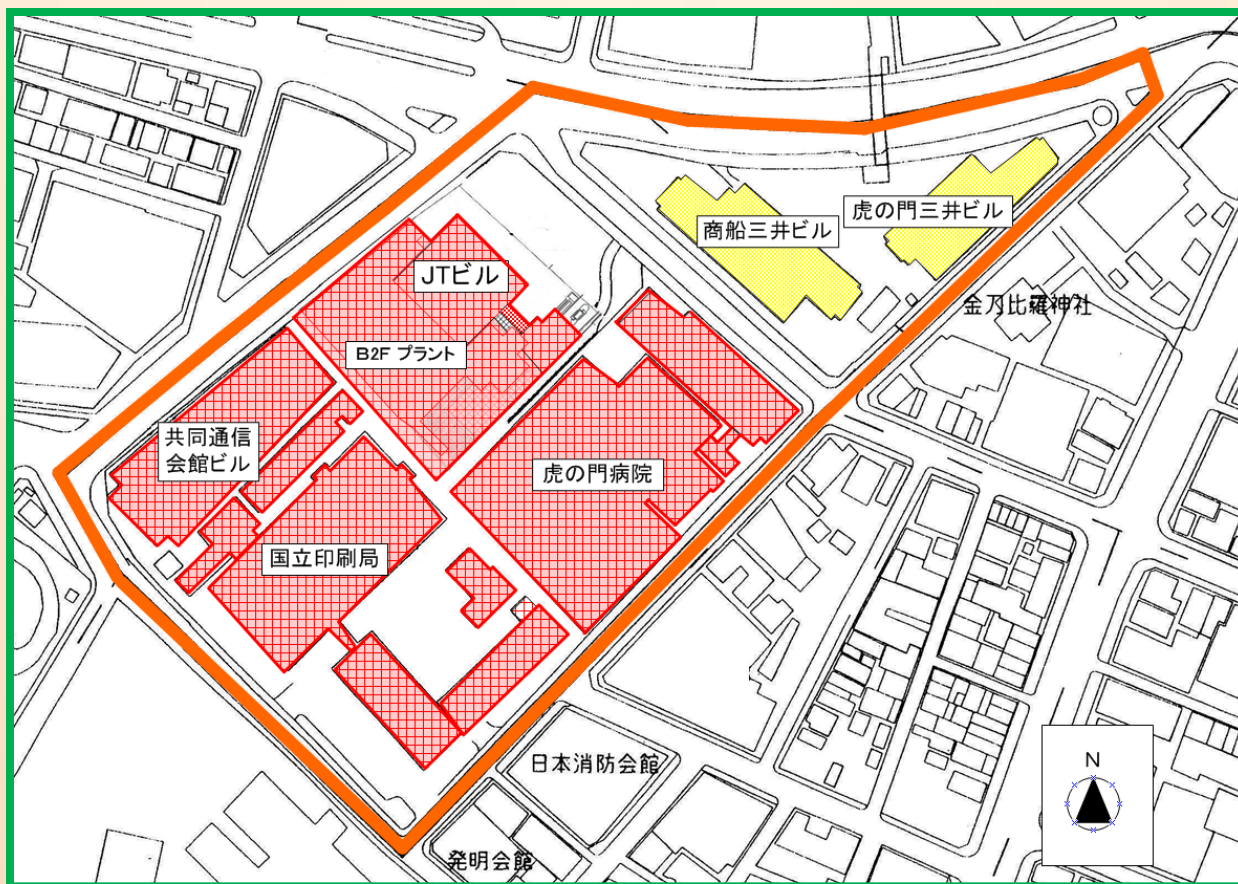 虎の門三井ビル
商船三井ビル
JTビル
金刀比羅神社
B2F プラント
共同通信
会館ビル
虎の門病院
国立印刷局
日本消防会館
N
発明会館